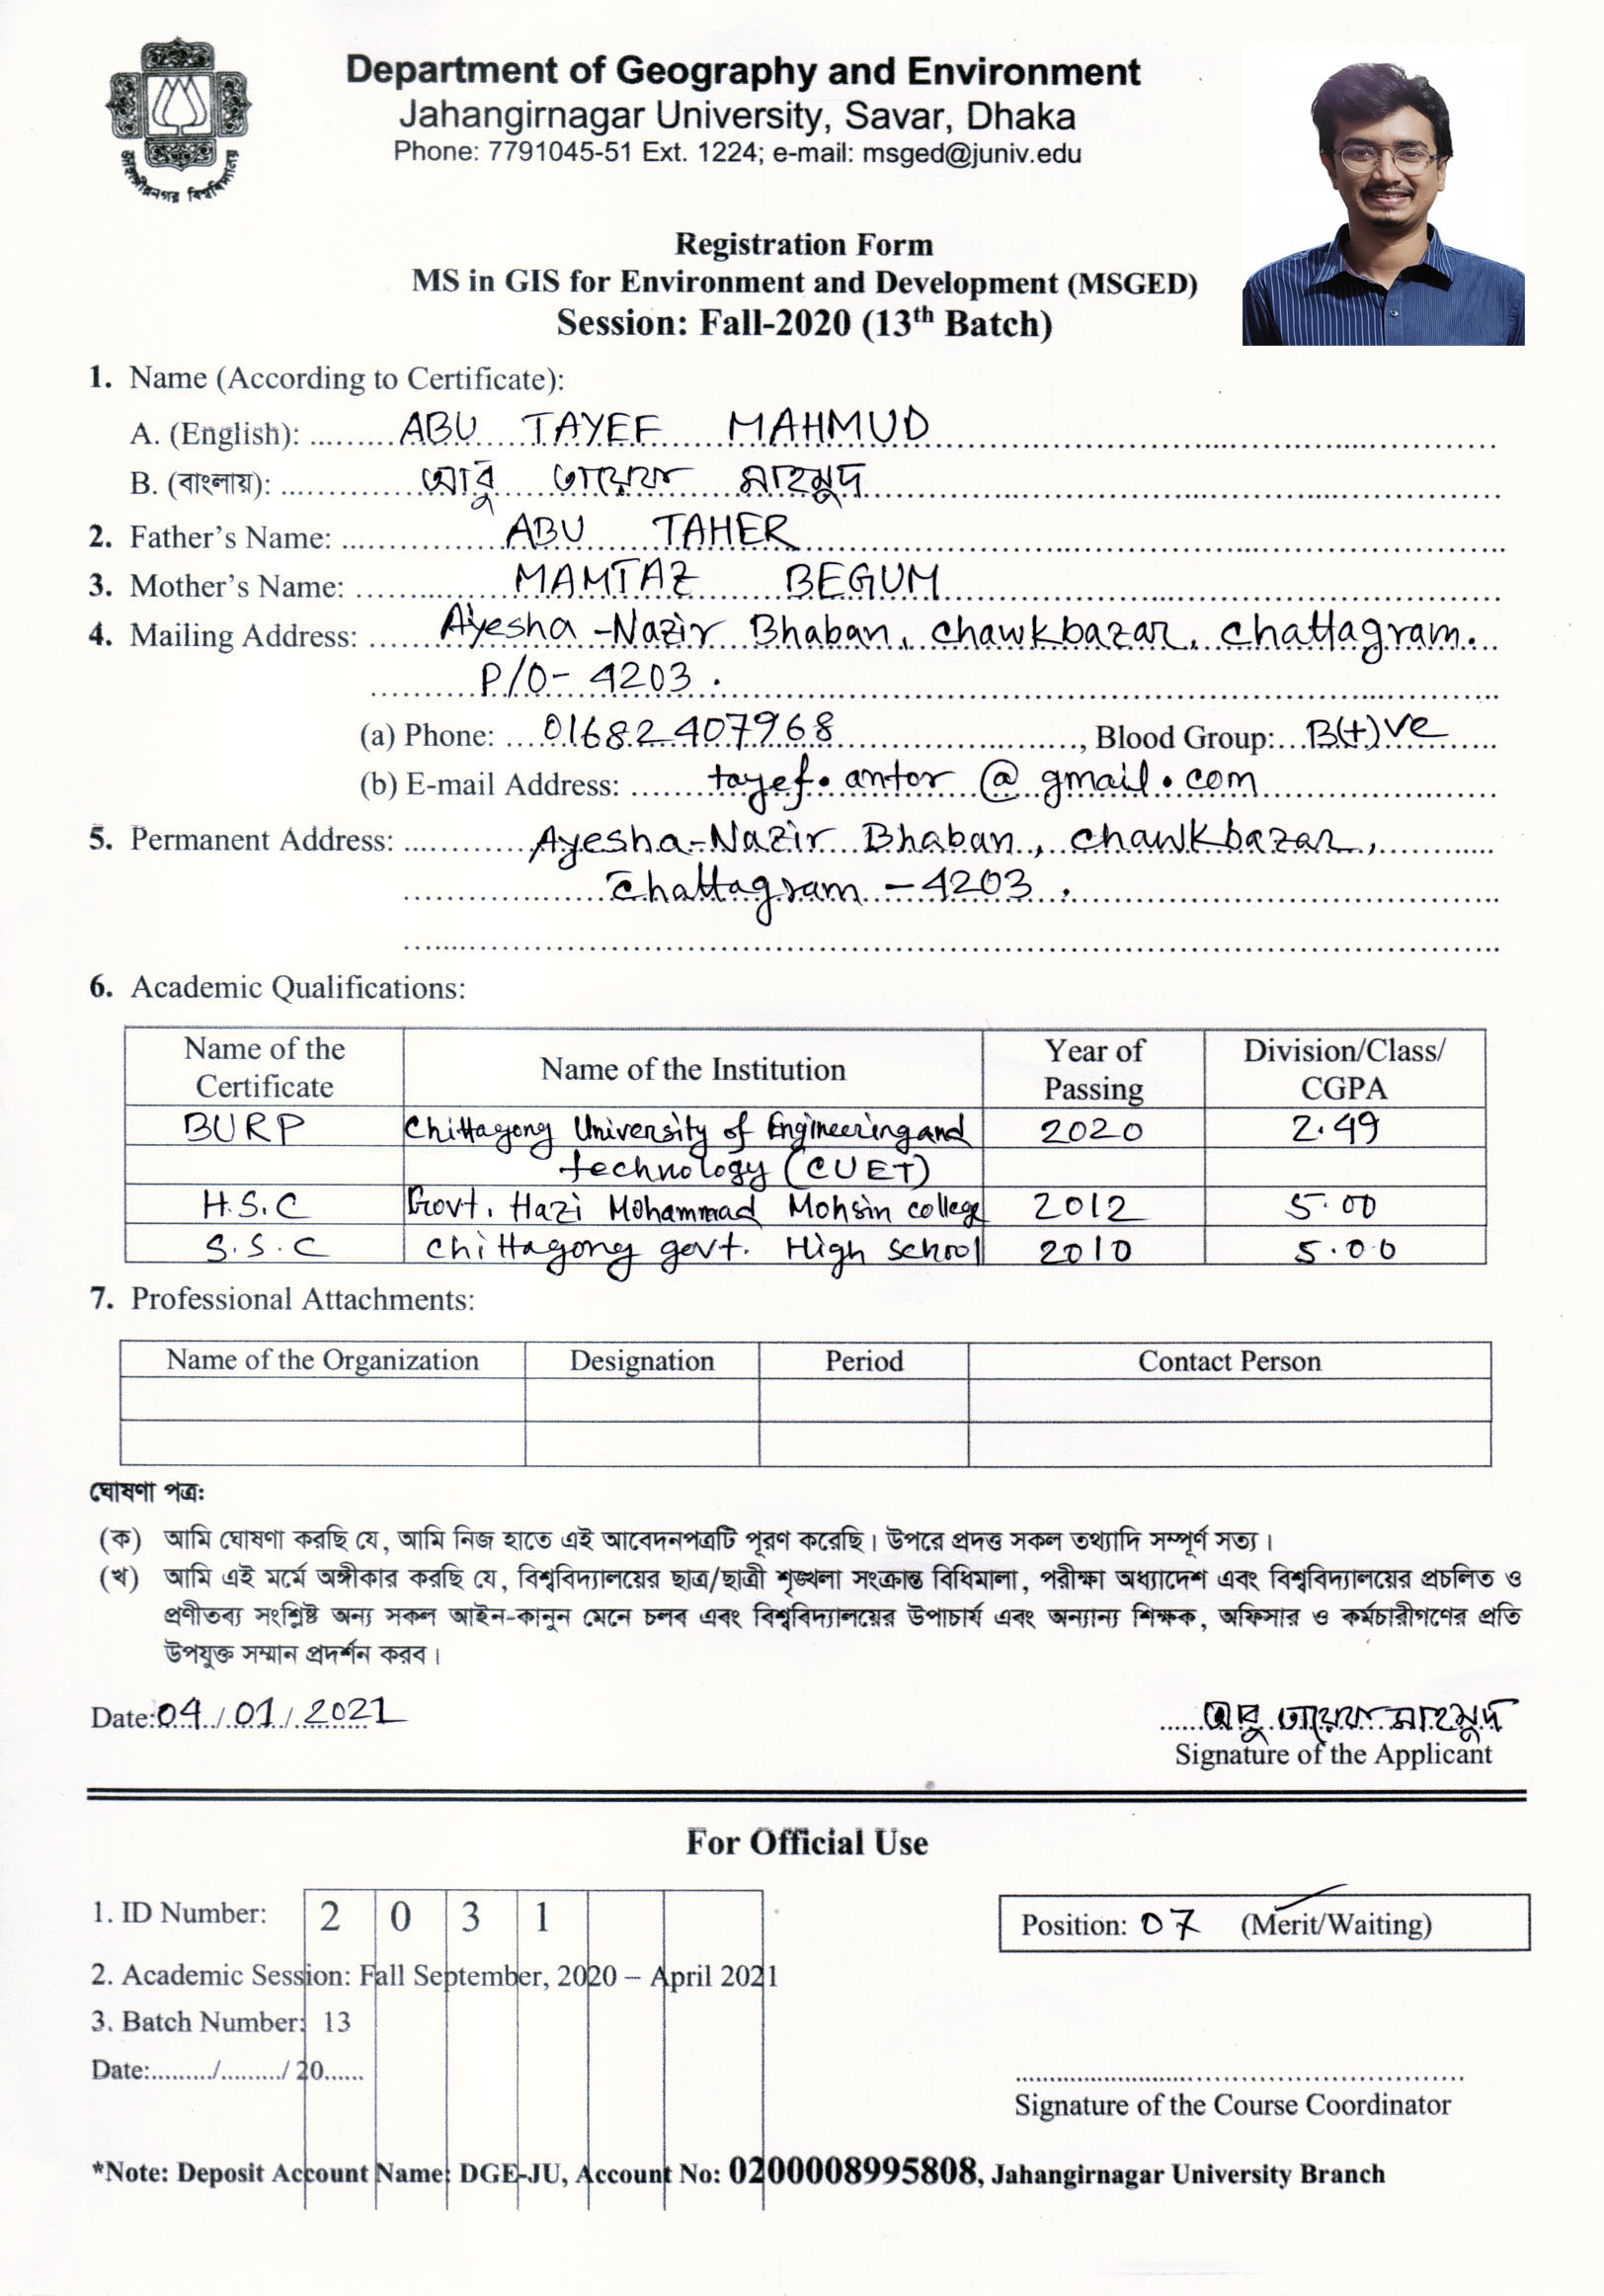 Department of Geography and Environment
Jahangirnagar University, Savar, Dhaka
Phone: 7791045-51 Ext. 1224; e-mail: msged@juniv.edu
জাহাঙ্গীরনগর বিশ্ববিদ্যালয়
Registration Form
MS in GIS for Environment and Development (MSGED)
Session: Fall-2020 (13th Batch)
1. Name (According to Certificate):
A. (English): ABU TAYEF MAHMUD
B. (বাংলায়): আবু তায়েফ মাহমুদ
2. Father's Name: ABU TAHER
3. Mother's Name: MAMTAZ BEGUM
4. Mailing Address: Ayesha-Nazir Bhaban, chawkbazar, chattagram.
P/O- 4203.
(a) Phone: 01682407968, Blood Group: B(+)ve
(b) E-mail Address: tayef.antor@gmail.com
5. Permanent Address: Ayesha-Nazir Bhaban, chawkbazar,
chattagram - 4203.
6. Academic Qualifications:
Name of the Certificate Name of the Institution Year of Passing Division/Class/ CGPA
BURP Chittagong University of Engineering and 2020 2.49
technology (CUET)
H.S.C Govt. Hazi Mohammad Mohsin college 2012 5.00
S.S.C Chittagong govt. High school 2010 5.00
7. Professional Attachments:
Name of the Organization Designation Period Contact Person
ঘোষণা পত্র:
(ক) আমি ঘোষণা করছি যে, আমি নিজ হাতে এই আবেদনপত্রটি পূরণ করেছি। উপরে প্রদত্ত সকল তথ্যাদি সম্পূর্ণ সত্য।
(খ) আমি এই মর্মে অঙ্গীকার করছি যে, বিশ্ববিদ্যালয়ের ছাত্র/ছাত্রী শৃঙ্খলা সংক্রান্ত বিধিমালা, পরীক্ষা অধ্যাদেশ এবং বিশ্ববিদ্যালয়ের প্রচলিত ও
প্রণীতব্য সংশ্লিষ্ট অন্য সকল আইন-কানুন মেনে চলব এবং বিশ্ববিদ্যালয়ের উপাচার্য এবং অন্যান্য শিক্ষক, অফিসার ও কর্মচারীগণের প্রতি
উপযুক্ত সম্মান প্রদর্শন করব।
Date: 04/01/2021 আবু তায়েফ মাহমুদ
Signature of the Applicant
For Official Use
1. ID Number: 2 0 3 1 Position: 07 (Merit/Waiting)
2. Academic Session: Fall September, 2020 – April 2021
3. Batch Number: 13
Date:........./........./ 20......
Signature of the Course Coordinator
*Note: Deposit Account Name: DGE-JU, Account No: 0200008995808, Jahangirnagar University Branch